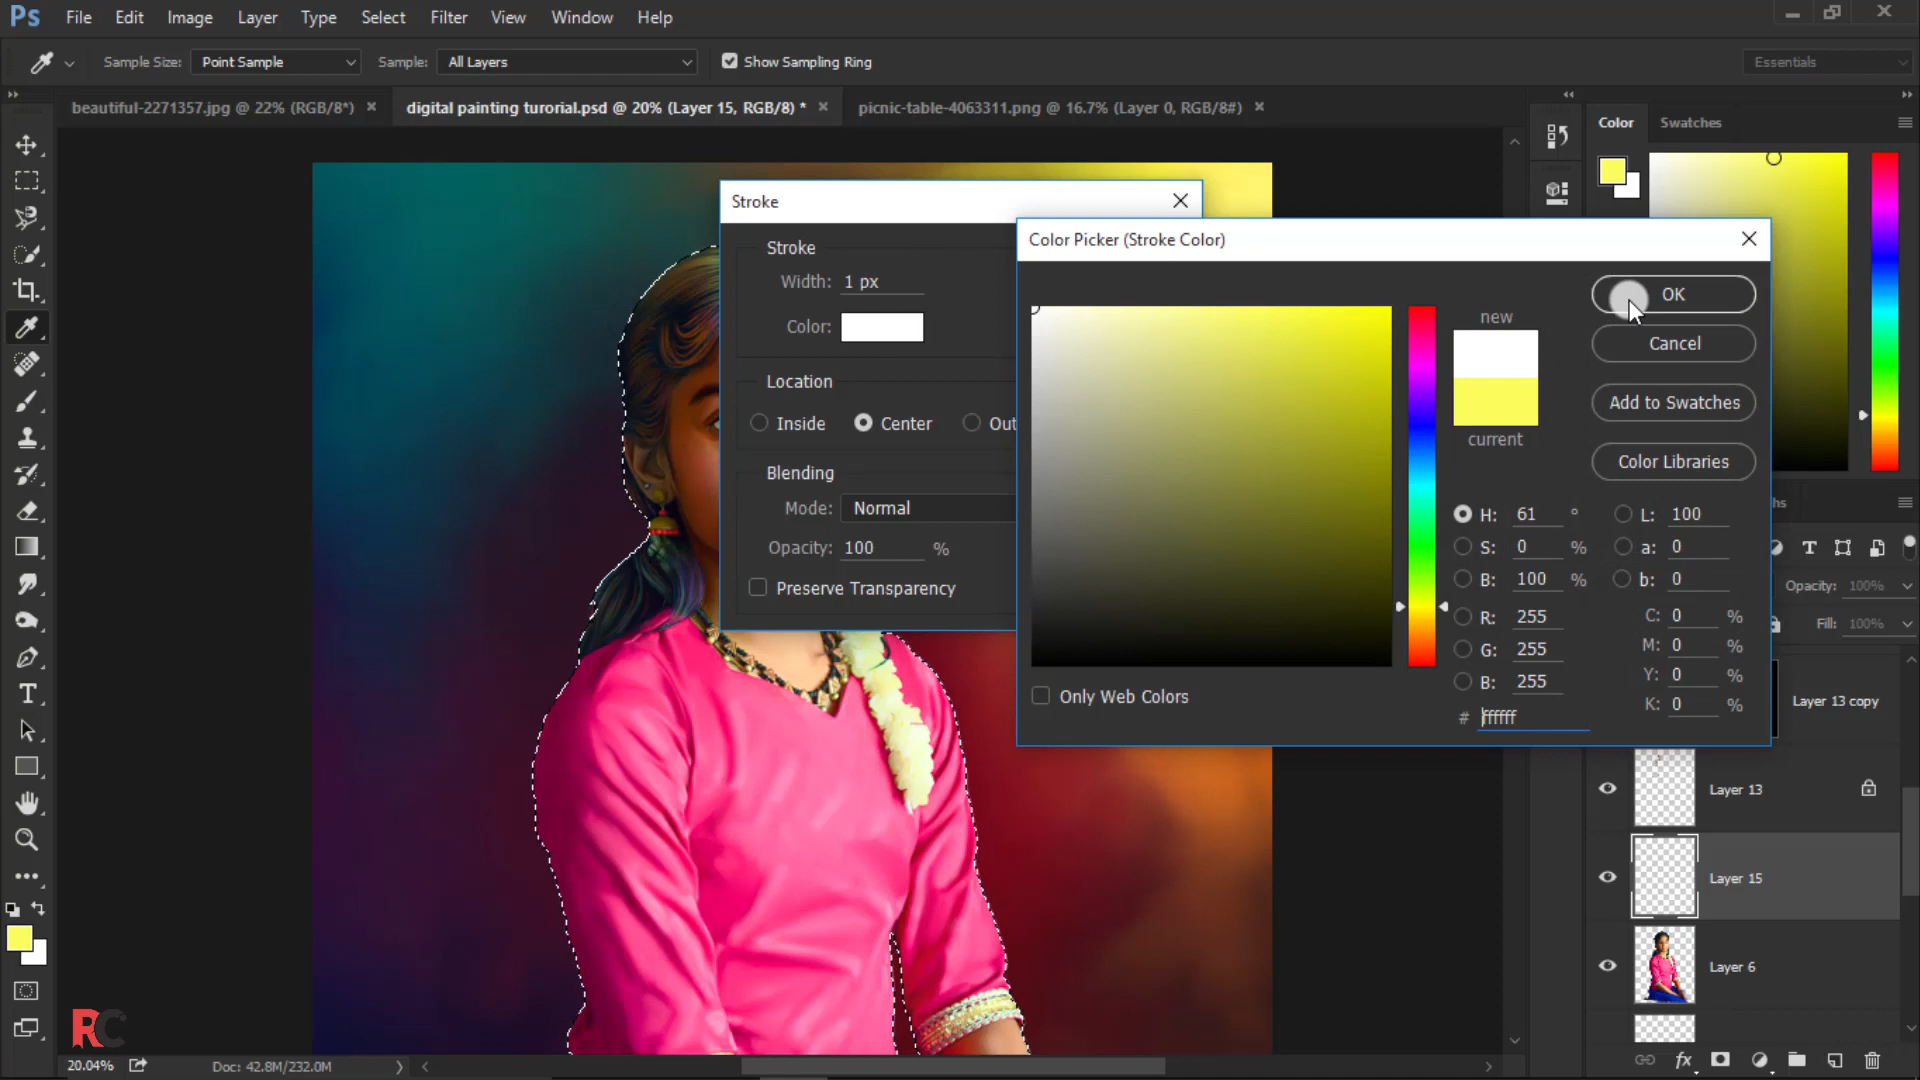 Ps File Edit Image Layer Type Select Filter View Window Help
Sample Size: Point Sample Sample: All Layers Show Sampling Ring Essentials
beautiful-2271357.jpg @ 22% (RGB/8*) digital painting turorial.psd @ 20% (Layer 15, RGB/8) * picnic-table-4063311.png @ 16.7% (Layer 0, RGB/8#)
Color Swatches
Stroke
Stroke
Width: 1 px
Color:
Location
Inside Center Out
Blending
Mode: Normal
Opacity: 100 %
Preserve Transparency
Color Picker (Stroke Color)
new
current
OK
Cancel
Add to Swatches
Color Libraries
H: 61 ° L: 100
S: 0 % a: 0
B: 100 % b: 0
R: 255 C: 0 %
G: 255 M: 0 %
B: 255 Y: 0 %
K: 0 %
# ffffff
Only Web Colors
hs
Opacity: 100%
Fill: 100%
Layer 13 copy
Layer 13
Layer 15
Layer 6
fx
RC
20.04% Doc: 42.8M/232.0M